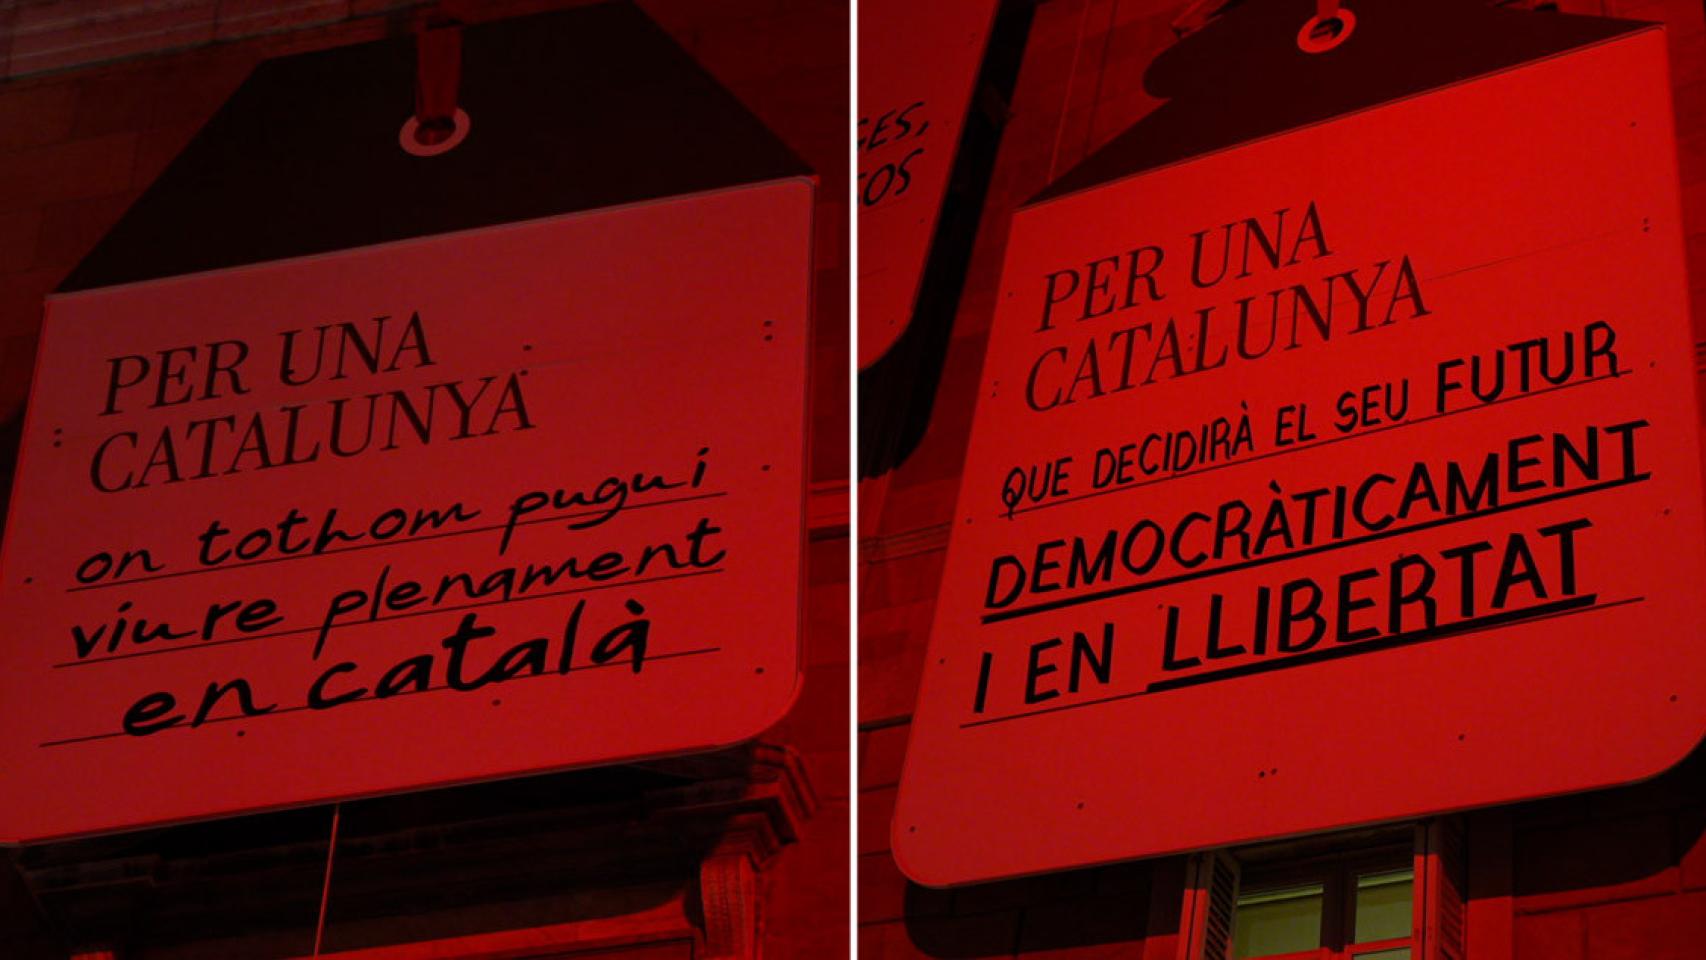 PER UNA
CATALUNYA
on tothom pugui
viure plenament
en català
TOS
PER UNA
CATALUNYA
QUE DECIDIRÀ EL SEU FUTUR
DEMOCRÀTICAMENT
I EN LLIBERTAT